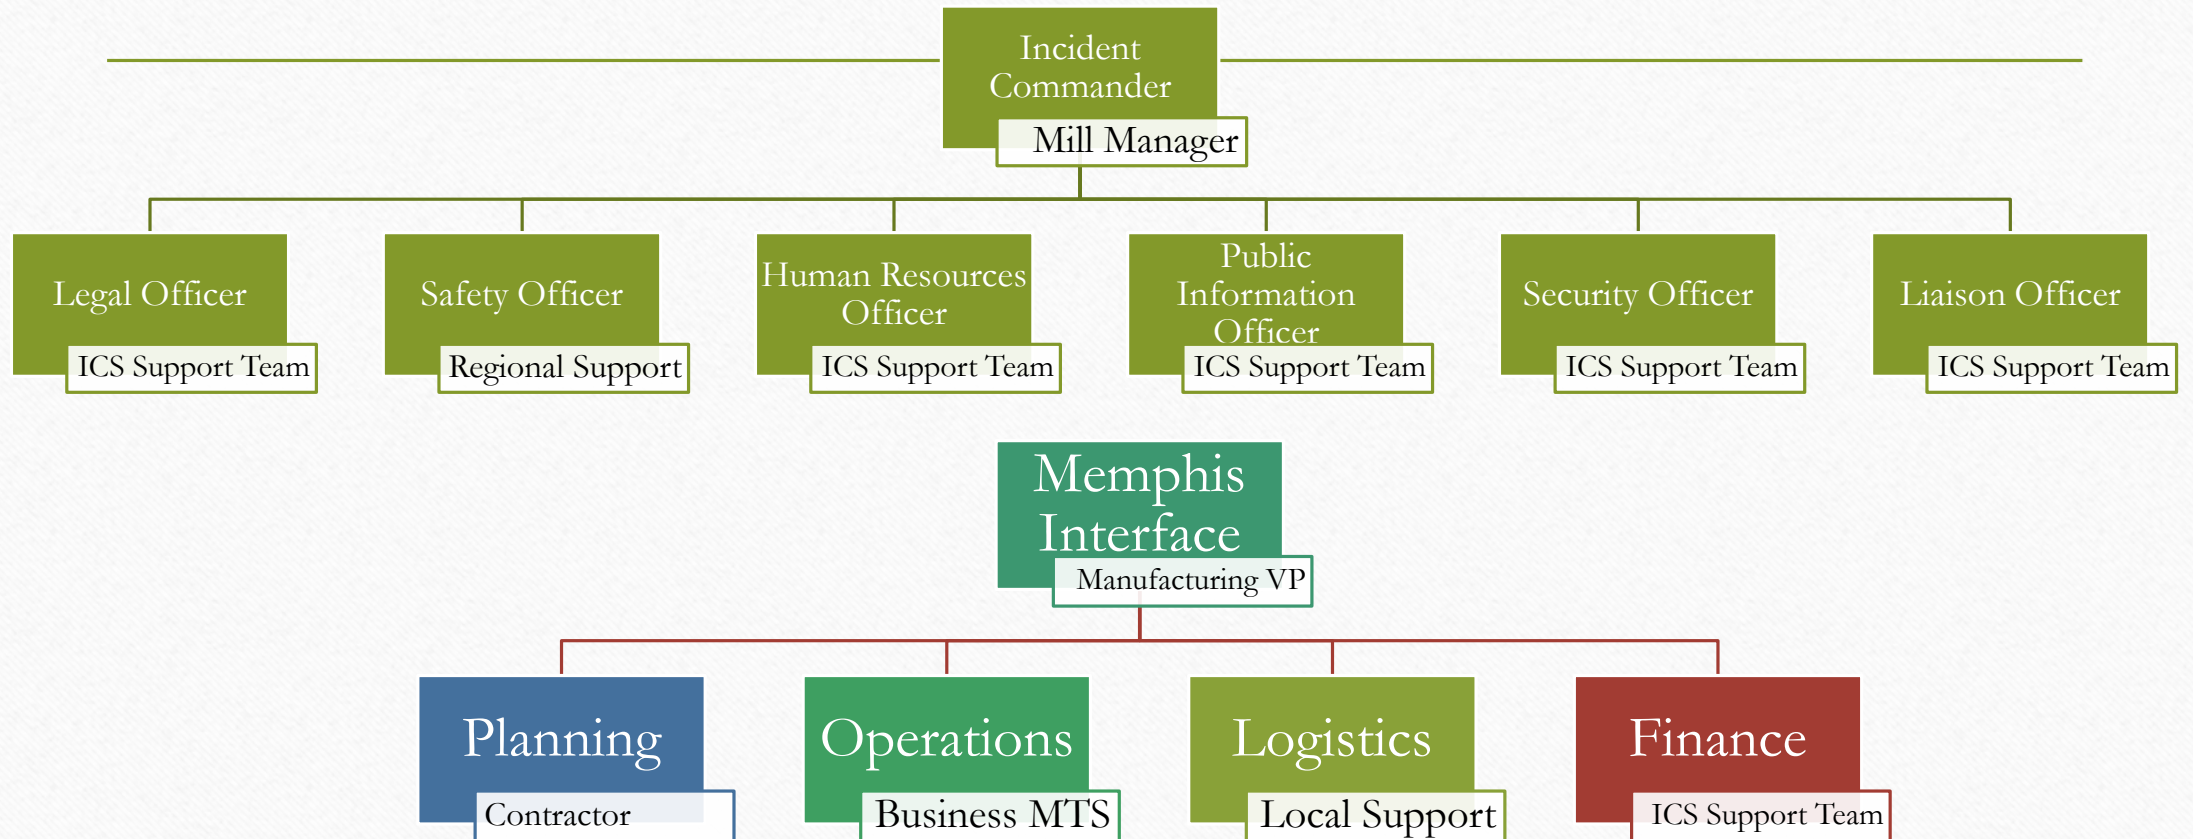 Incident
Commander
Mill Manager
Legal Officer
ICS Support Team
Safety Officer
Regional Support
Human Resources
Officer
ICS Support Team
Public
Information
Officer
ICS Support Team
Security Officer
ICS Support Team
Liaison Officer
ICS Support Team
Memphis
Interface
Manufacturing VP
Planning
Contractor
Operations
Business MTS
Logistics
Local Support
Finance
ICS Support Team